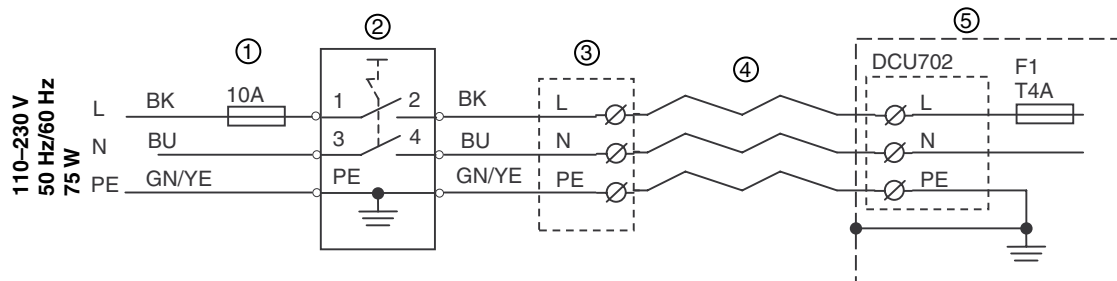 ① ② ③ ④ ⑤
110–230 V
50 Hz/60 Hz
75 W
DCU702
F1
T4A
10A
L BK 1 2 BK L L
N BU 3 4 BU N N
PE GN/YE PE GN/YE PE PE